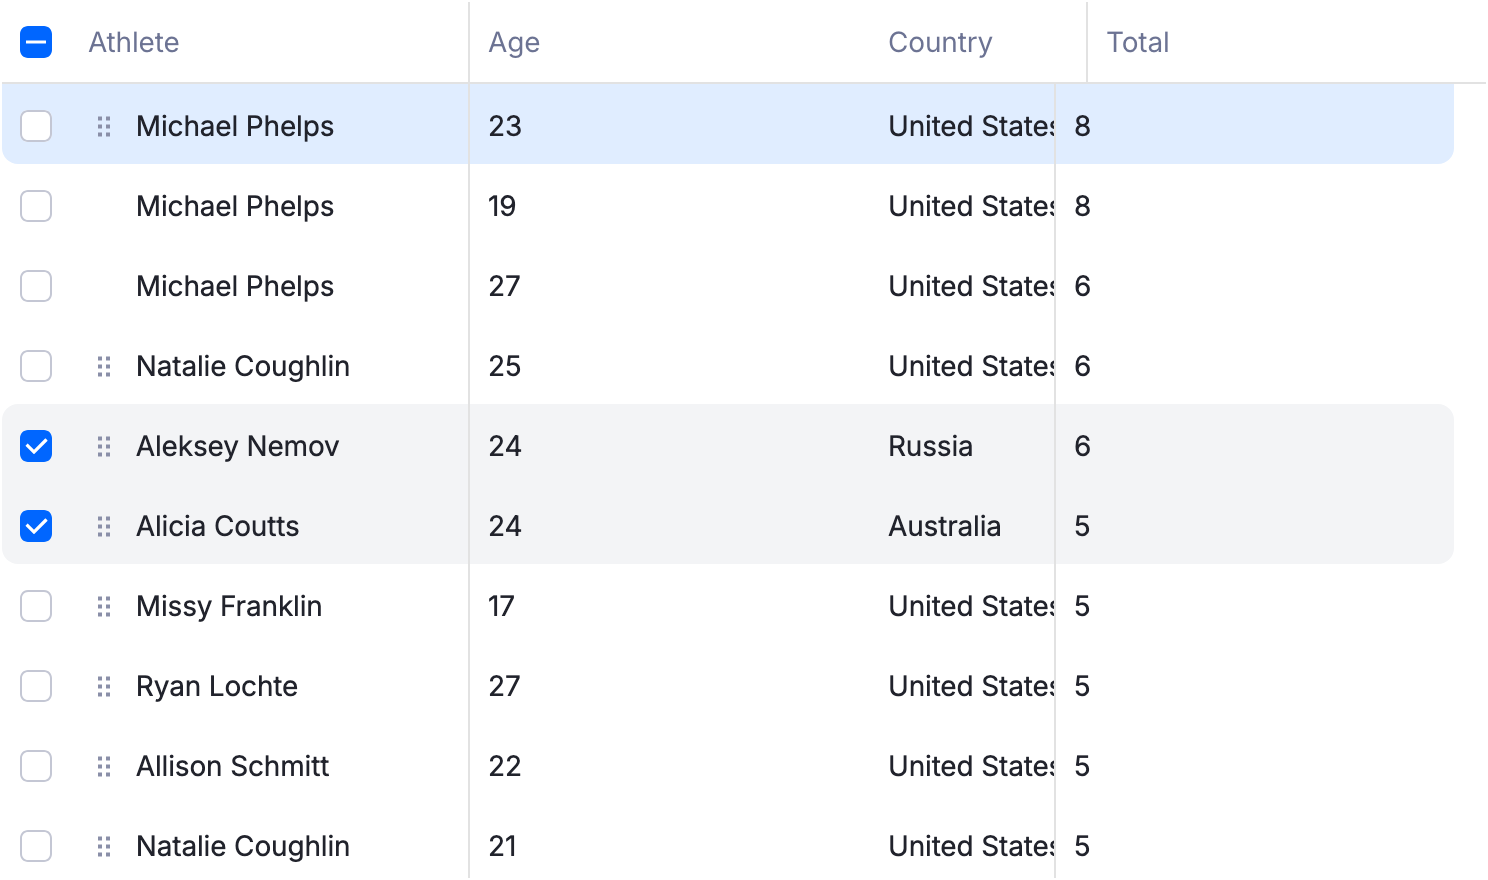 Athlete Age Country Total
Michael Phelps 23 United States 8
Michael Phelps 19 United States 8
Michael Phelps 27 United States 6
Natalie Coughlin 25 United States 6
Aleksey Nemov 24 Russia 6
Alicia Coutts 24 Australia 5
Missy Franklin 17 United States 5
Ryan Lochte 27 United States 5
Allison Schmitt 22 United States 5
Natalie Coughlin 21 United States 5